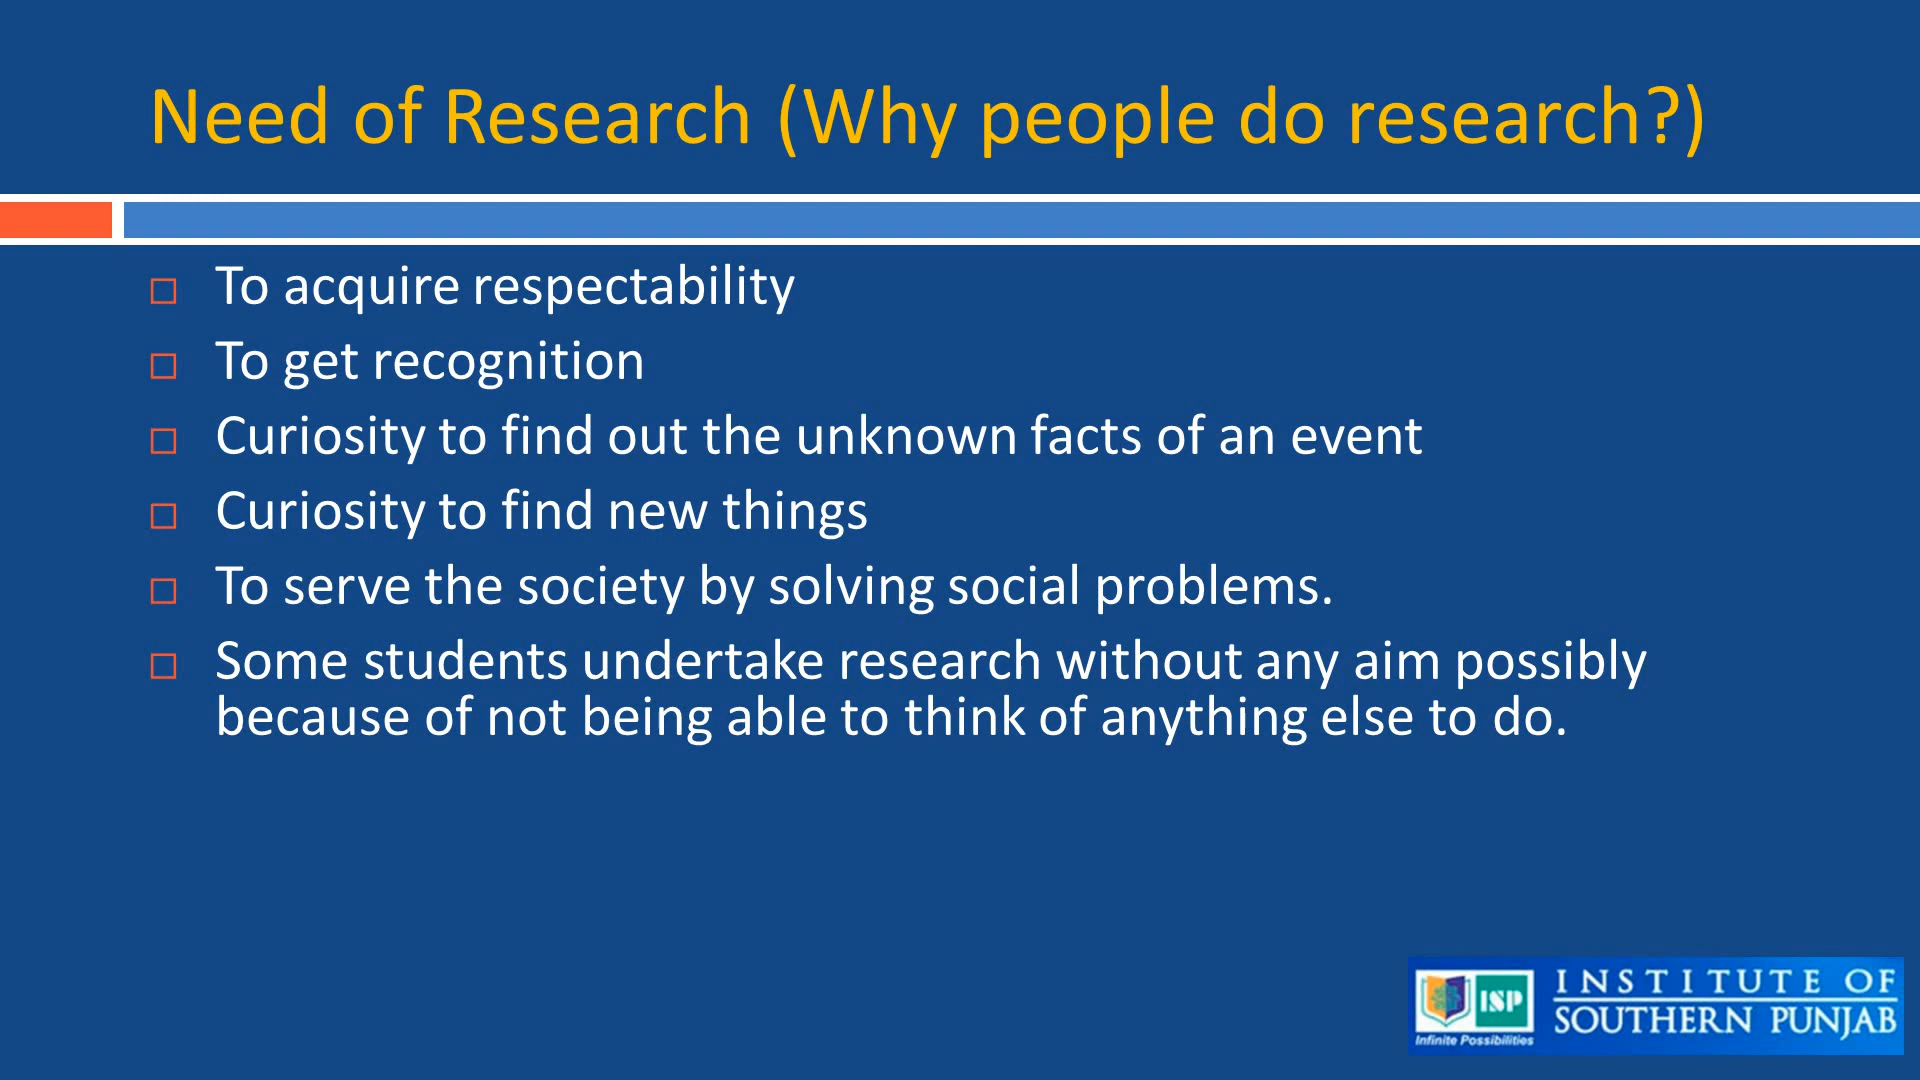 Need of Research (Why people do research?)
To acquire respectability
To get recognition
Curiosity to find out the unknown facts of an event
Curiosity to find new things
To serve the society by solving social problems.
Some students undertake research without any aim possibly
because of not being able to think of anything else to do.
ISP
Infinite Possibilities
INSTITUTE OF
SOUTHERN PUNJAB